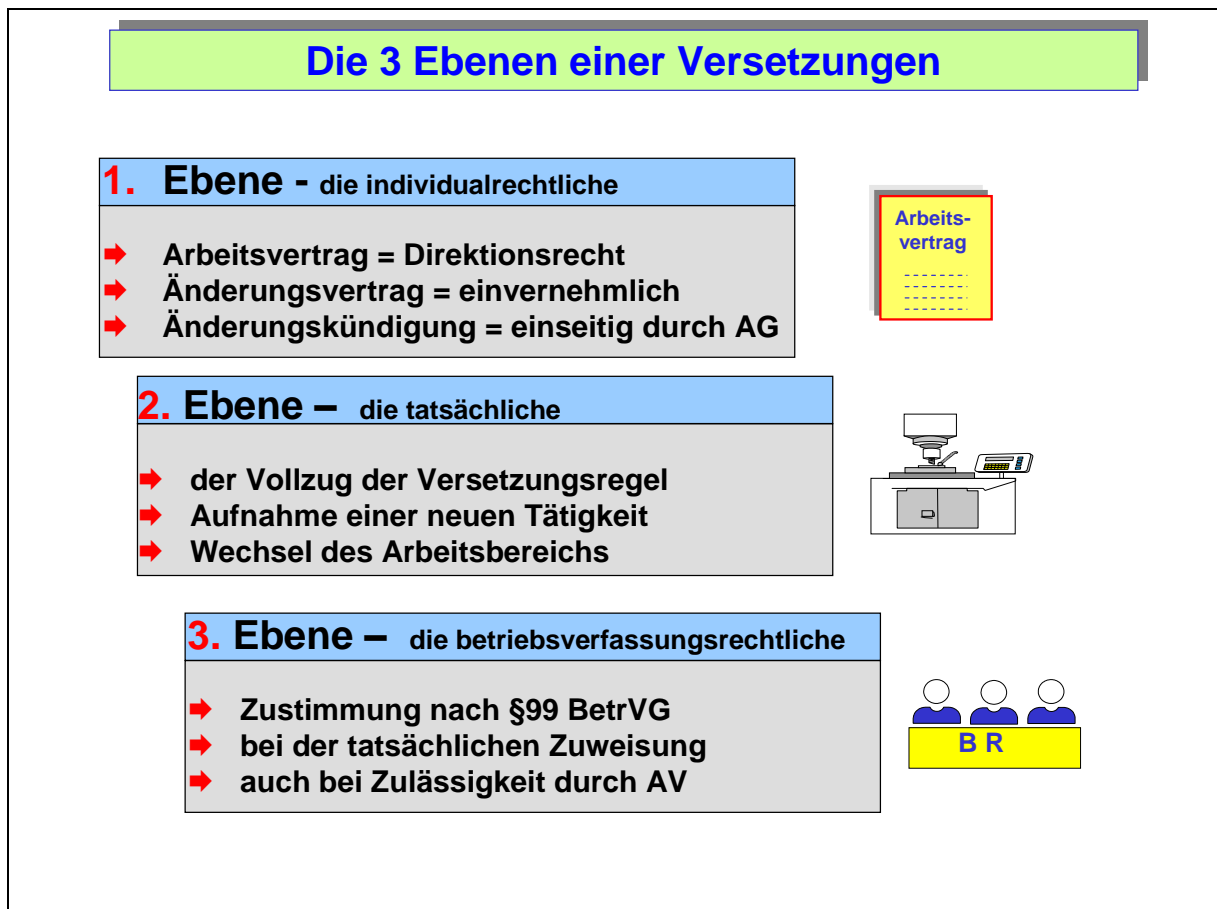 Die 3 Ebenen einer Versetzungen
1. Ebene - die individualrechtliche
Arbeitsvertrag = Direktionsrecht
Änderungsvertrag = einvernehmlich
Änderungskündigung = einseitig durch AG
Arbeits-
vertrag
2. Ebene – die tatsächliche
der Vollzug der Versetzungsregel
Aufnahme einer neuen Tätigkeit
Wechsel des Arbeitsbereichs
3. Ebene – die betriebsverfassungsrechtliche
Zustimmung nach §99 BetrVG
bei der tatsächlichen Zuweisung
auch bei Zulässigkeit durch AV
B R